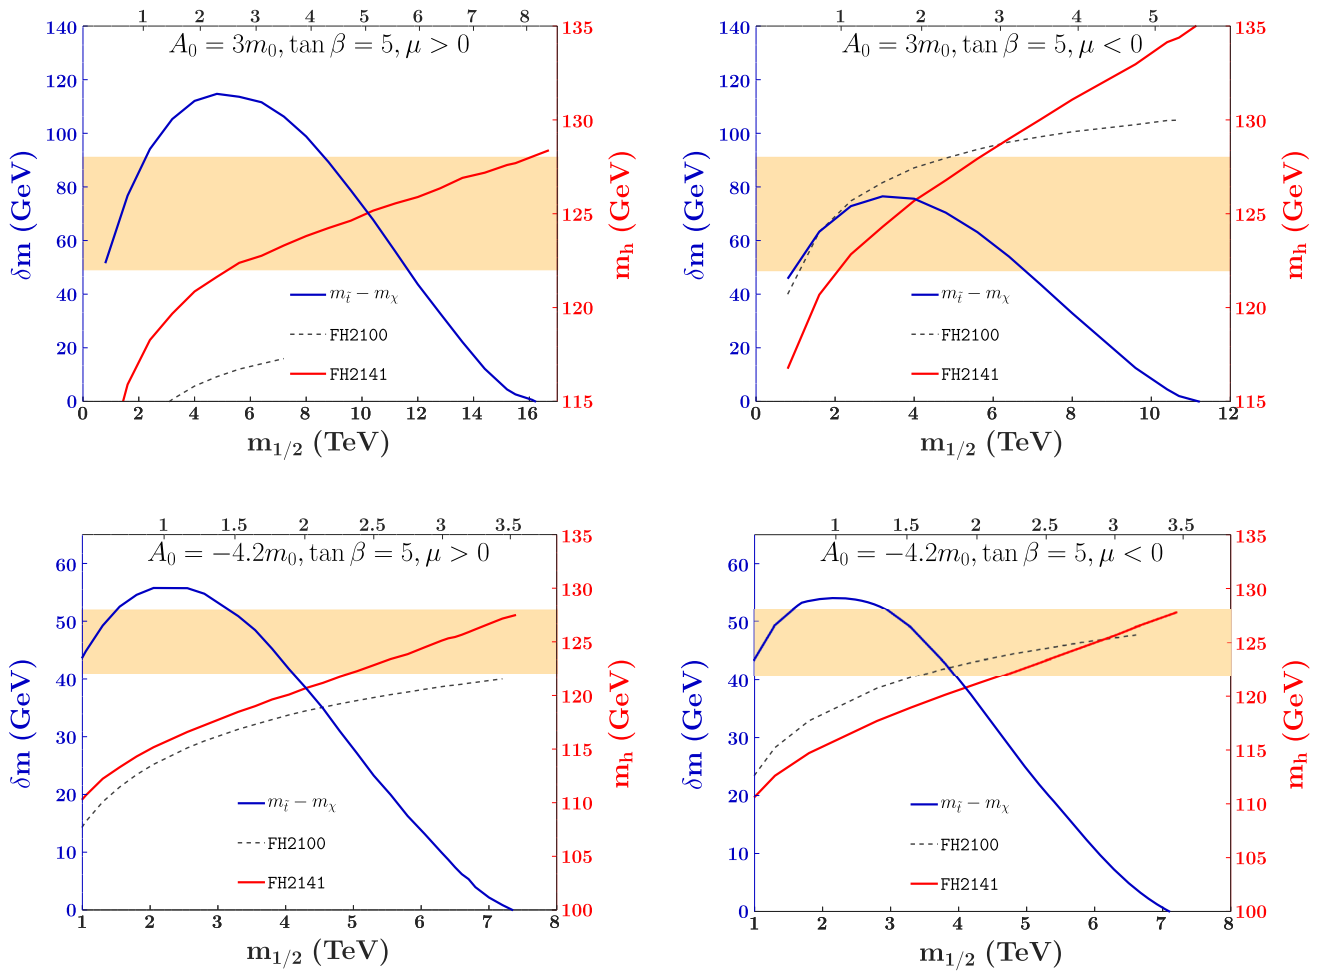 1 2 3 4 5 6 7 8
A₀ = 3m₀, tan β = 5, μ > 0
140
120
100
80
60
40
20
0
δm (GeV)
135
130
125
120
115
m_h (GeV)
m_t̃ − m_χ
FH2100
FH2141
0 2 4 6 8 10 12 14 16
m_1/2 (TeV)
1 2 3 4 5
A₀ = 3m₀, tan β = 5, μ < 0
140
120
100
80
60
40
20
0
δm (GeV)
135
130
125
120
115
m_h (GeV)
m_t̃ − m_χ
FH2100
FH2141
0 2 4 6 8 10 12
m_1/2 (TeV)
1 1.5 2 2.5 3 3.5
A₀ = −4.2m₀, tan β = 5, μ > 0
60
50
40
30
20
10
0
δm (GeV)
135
130
125
120
115
110
105
100
m_h (GeV)
m_t̃ − m_χ
FH2100
FH2141
1 2 3 4 5 6 7 8
m_1/2 (TeV)
1 1.5 2 2.5 3 3.5
A₀ = −4.2m₀, tan β = 5, μ < 0
60
50
40
30
20
10
0
δm (GeV)
135
130
125
120
115
110
105
100
m_h (GeV)
m_t̃ − m_χ
FH2100
FH2141
1 2 3 4 5 6 7 8
m_1/2 (TeV)